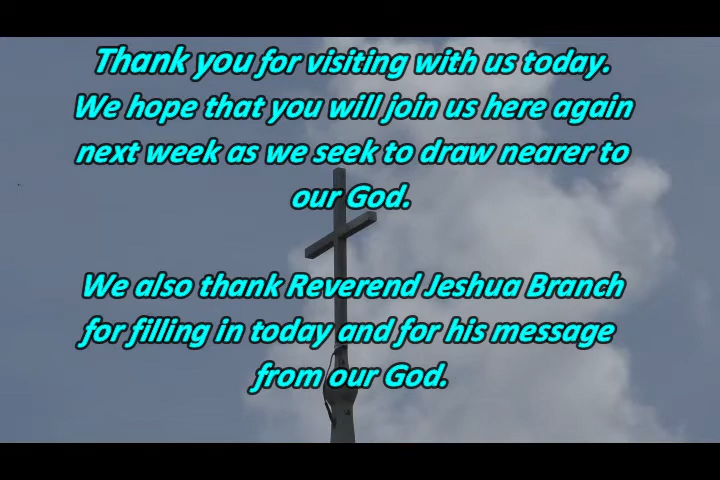 Thank you for visiting with us today.
We hope that you will join us here again
next week as we seek to draw nearer to
our God.
We also thank Reverend Jeshua Branch
for filling in today and for his message
from our God.